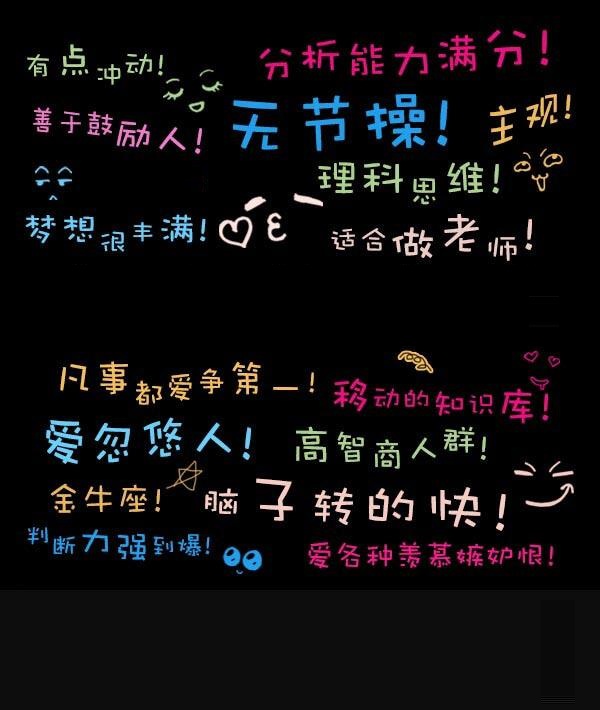 有点冲动!
分析能力满分!
善于鼓励人!
无节操!
主观!
理科思维!
梦想很丰满!
适合做老师!
凡事都爱争第一!
移动的知识库!
爱忽悠人!
高智商人群!
金牛座!
脑子转的快!
判断力强到爆!
爱各种羡慕嫉妒恨!